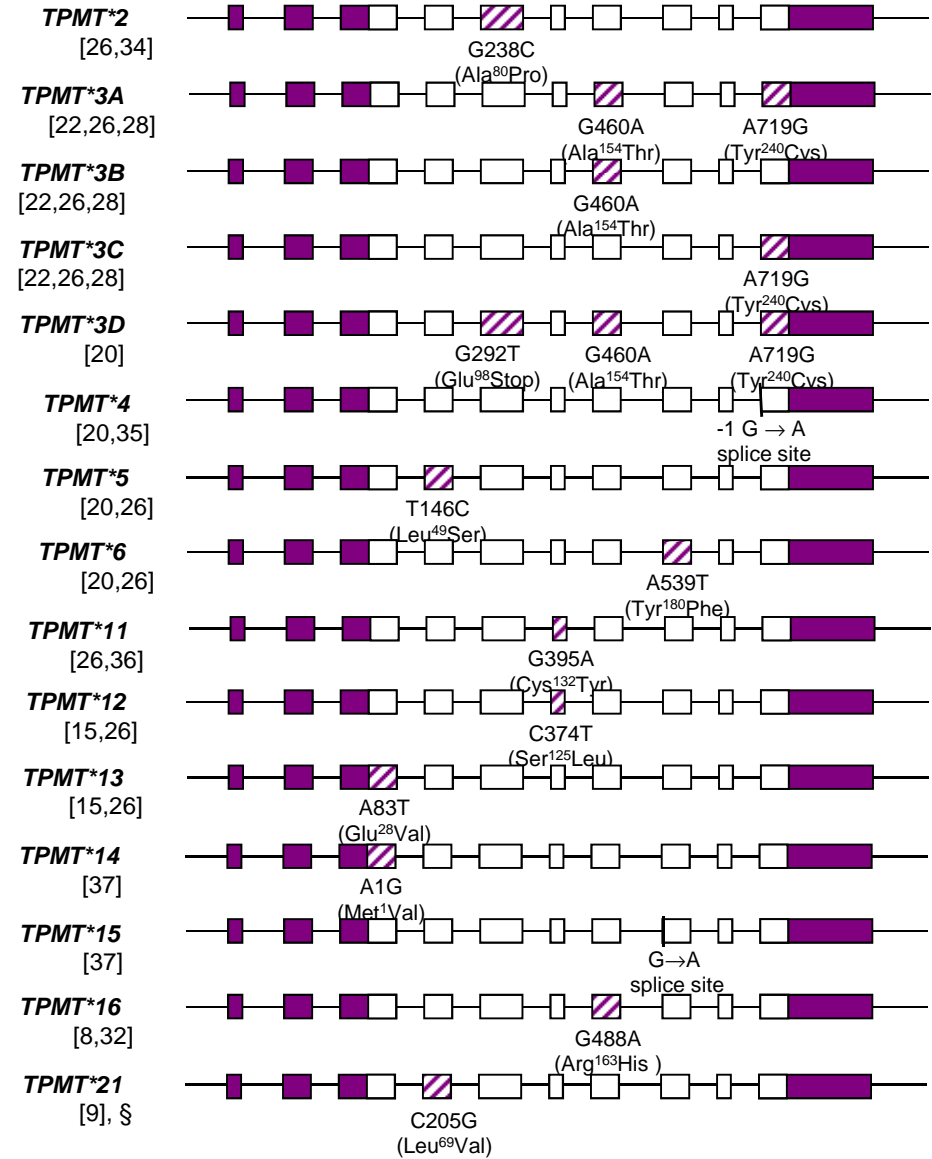 TPMT*2
[26,34]
G238C
(Ala⁸⁰Pro)
TPMT*3A
[22,26,28]
G460A A719G
(Ala¹⁵⁴Thr) (Tyr²⁴⁰Cys)
TPMT*3B
[22,26,28]
G460A
(Ala¹⁵⁴Thr)
TPMT*3C
[22,26,28]
A719G
(Tyr²⁴⁰Cys)
TPMT*3D
[20]
G292T G460A A719G
(Glu⁹⁸Stop) (Ala¹⁵⁴Thr) (Tyr²⁴⁰Cys)
TPMT*4
[20,35]
-1 G → A
splice site
TPMT*5
[20,26]
T146C
(Leu⁴⁹Ser)
TPMT*6
[20,26]
A539T
(Tyr¹⁸⁰Phe)
TPMT*11
[26,36]
G395A
(Cys¹³²Tyr)
TPMT*12
[15,26]
C374T
(Ser¹²⁵Leu)
TPMT*13
[15,26]
A83T
(Glu²⁸Val)
TPMT*14
[37]
A1G
(Met¹Val)
TPMT*15
[37]
G→A
splice site
TPMT*16
[8,32]
G488A
(Arg¹⁶³His )
TPMT*21
[9], §
C205G
(Leu⁶⁹Val)